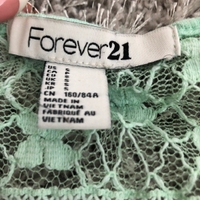 Forever21
CN 160/84A
MADE IN
VIETNAM
FABRIQUÉ AU
VIETNAM